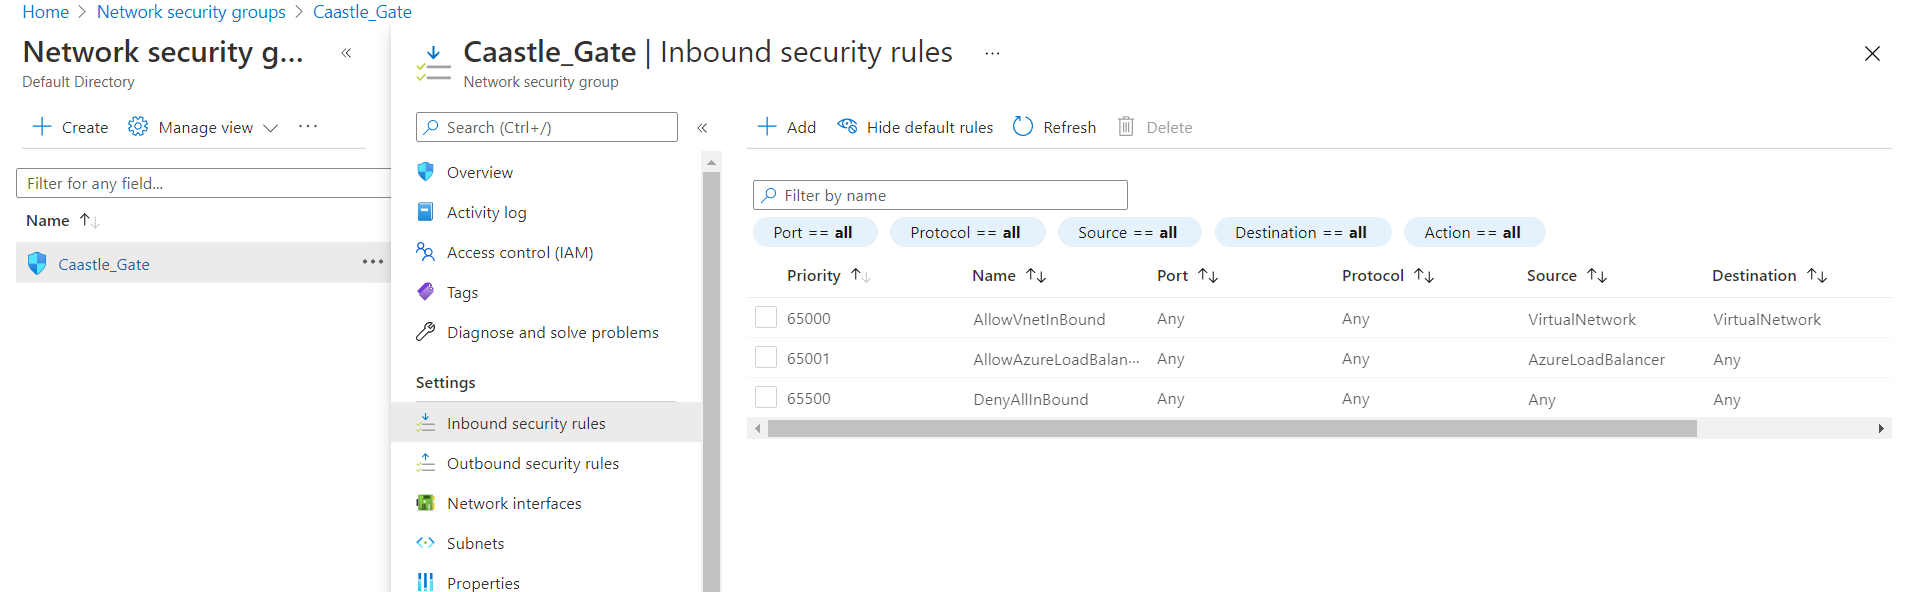 Home > Network security groups > Caastle_Gate
Network security g... «
Default Directory
+ Create Manage view ...
Filter for any field...
Name ↑↓
Caastle_Gate ...
Caastle_Gate | Inbound security rules ...
Network security group
Search (Ctrl+/) «
Overview
Activity log
Access control (IAM)
Tags
Diagnose and solve problems
Settings
Inbound security rules
Outbound security rules
Network interfaces
Subnets
Properties
+ Add Hide default rules Refresh Delete
Filter by name
Port == all Protocol == all Source == all Destination == all Action == all
Priority ↑↓ Name ↑↓ Port ↑↓ Protocol ↑↓ Source ↑↓ Destination ↑↓
65000 AllowVnetInBound Any Any VirtualNetwork VirtualNetwork
65001 AllowAzureLoadBalan... Any Any AzureLoadBalancer Any
65500 DenyAllInBound Any Any Any Any